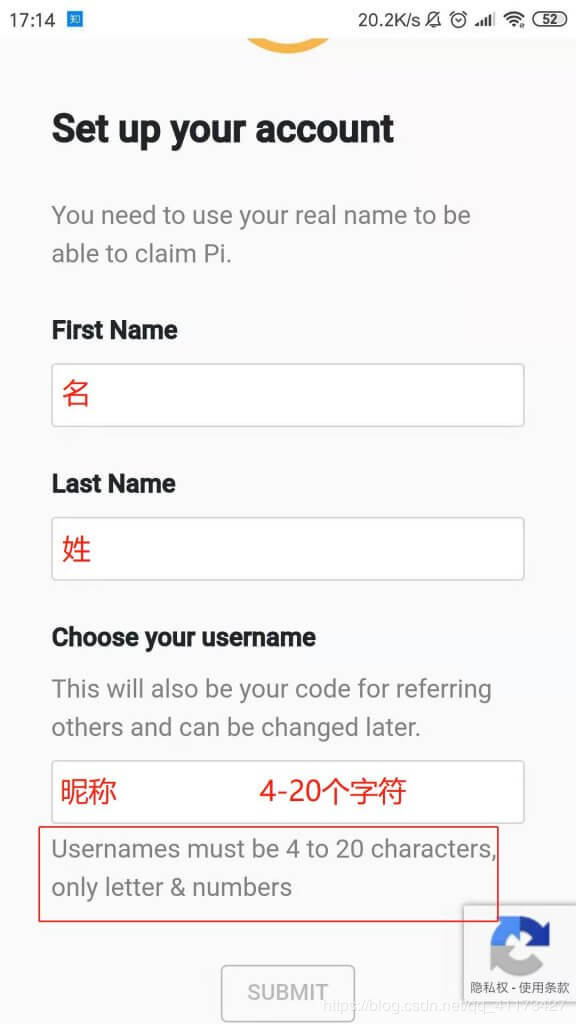 17:14 知 20.2K/s 52
Set up your account
You need to use your real name to be
able to claim Pi.
First Name
名
Last Name
姓
Choose your username
This will also be your code for referring
others and can be changed later.
昵称 4-20个字符
Usernames must be 4 to 20 characters,
only letter & numbers
隐私权 - 使用条款
SUBMIT
https://blog.csdn.net/qq_41173427